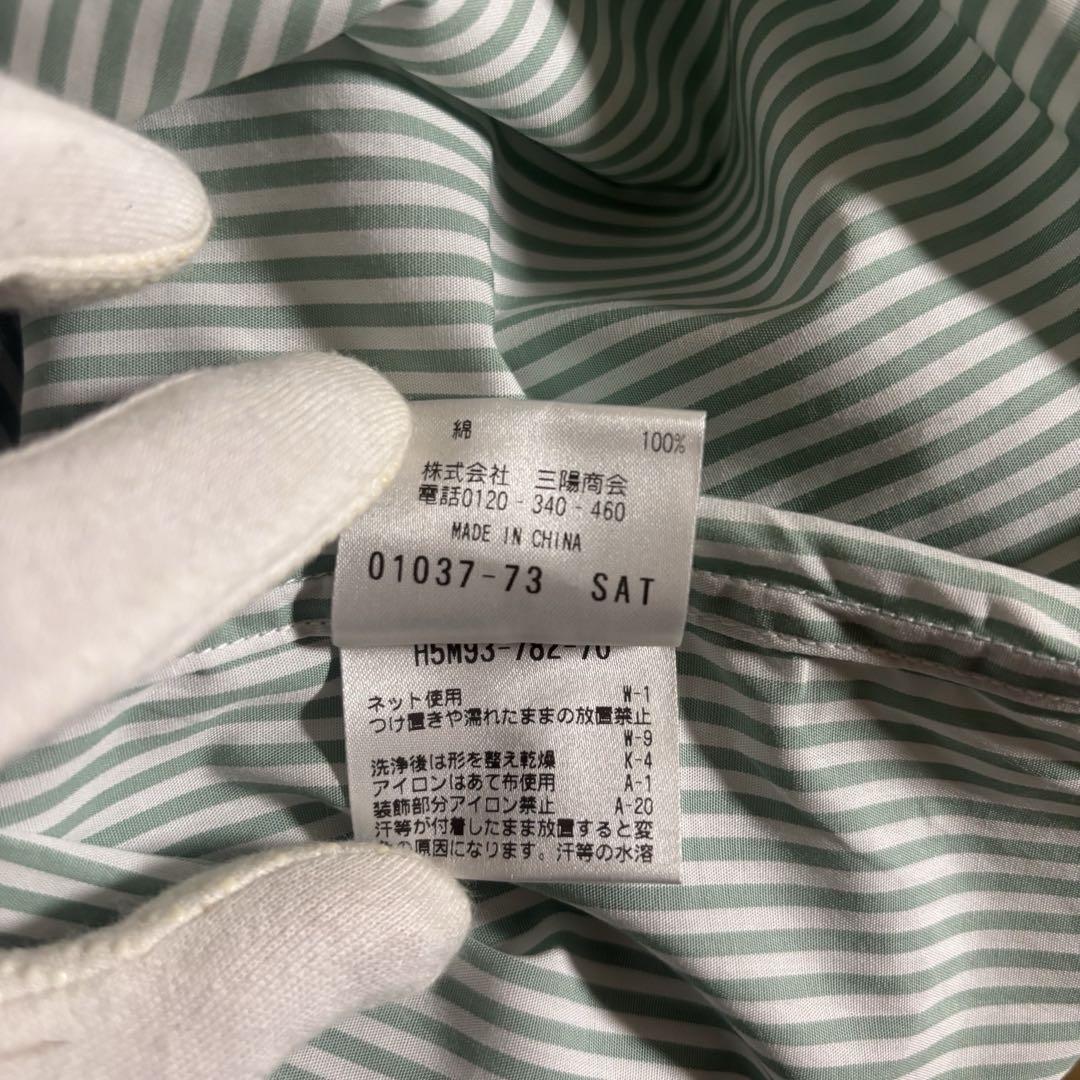 綿 100%
株式会社 三陽商会
電話0120-340-460
MADE IN CHINA
01037-73 SAT
H5M93-782-70
ネット使用 W-1
つけ置きや濡れたままの放置禁止
W-9
洗浄後は形を整え乾燥 K-4
アイロンはあて布使用 A-1
装飾部分アイロン禁止 A-20
汗等が付着したまま放置すると変
の原因になります。汗等の水溶